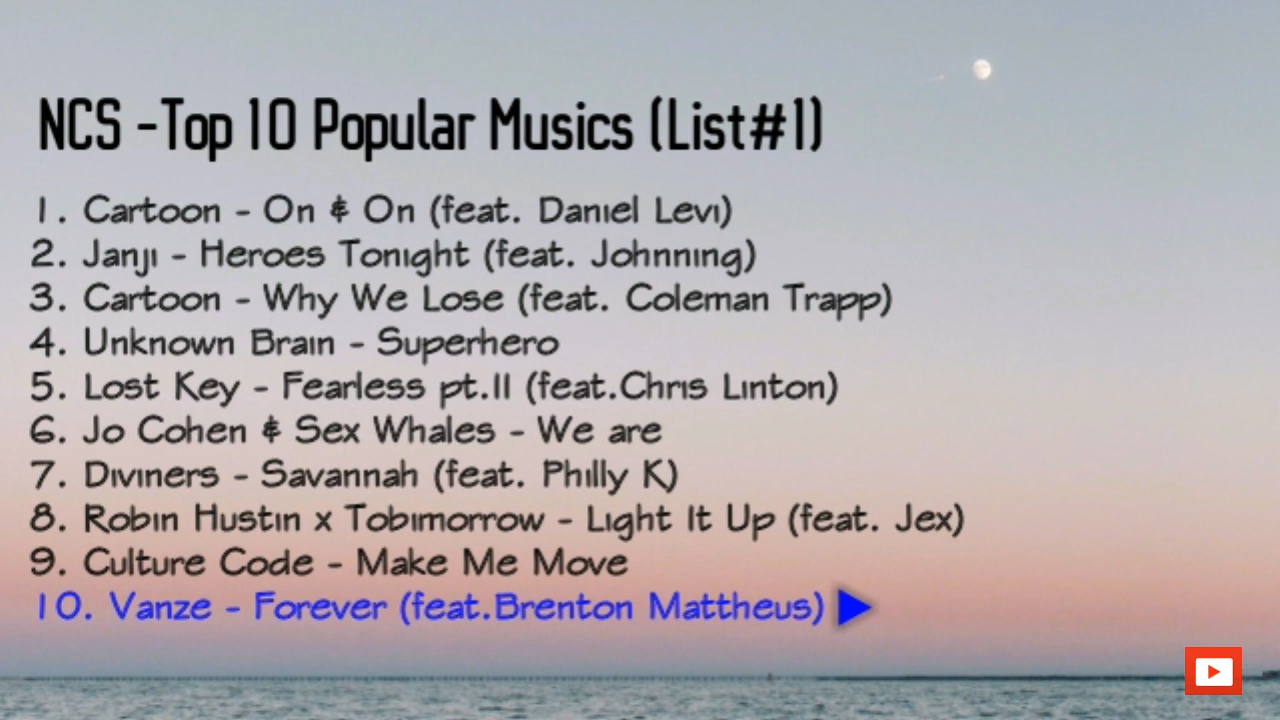 NCS -Top 10 Popular Musics (List#1)
1. Cartoon - On & On (feat. Daniel Levi)
2. Janji - Heroes Tonight (feat. Johnning)
3. Cartoon - Why We Lose (feat. Coleman Trapp)
4. Unknown Brain - Superhero
5. Lost Key - Fearless pt.II (feat.Chris Linton)
6. Jo Cohen & Sex Whales - We are
7. Diviners - Savannah (feat. Philly K)
8. Robin Hustin x Tobimorrow - Light It Up (feat. Jex)
9. Culture Code - Make Me Move
10. Vanze - Forever (feat.Brenton Mattheus)